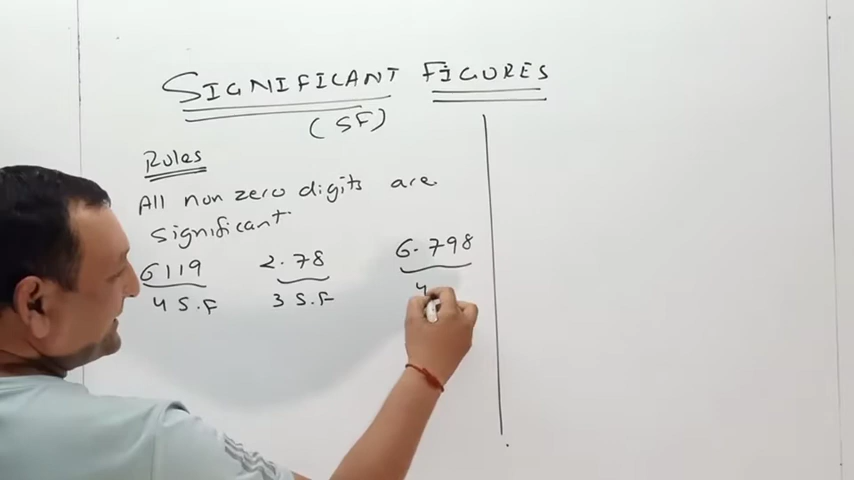 SIGNIFICANT FIGURES
(SF)
Rules
All non zero digits are
significant.
6119 2.78 6.798
4 S.F 3 S.F 4